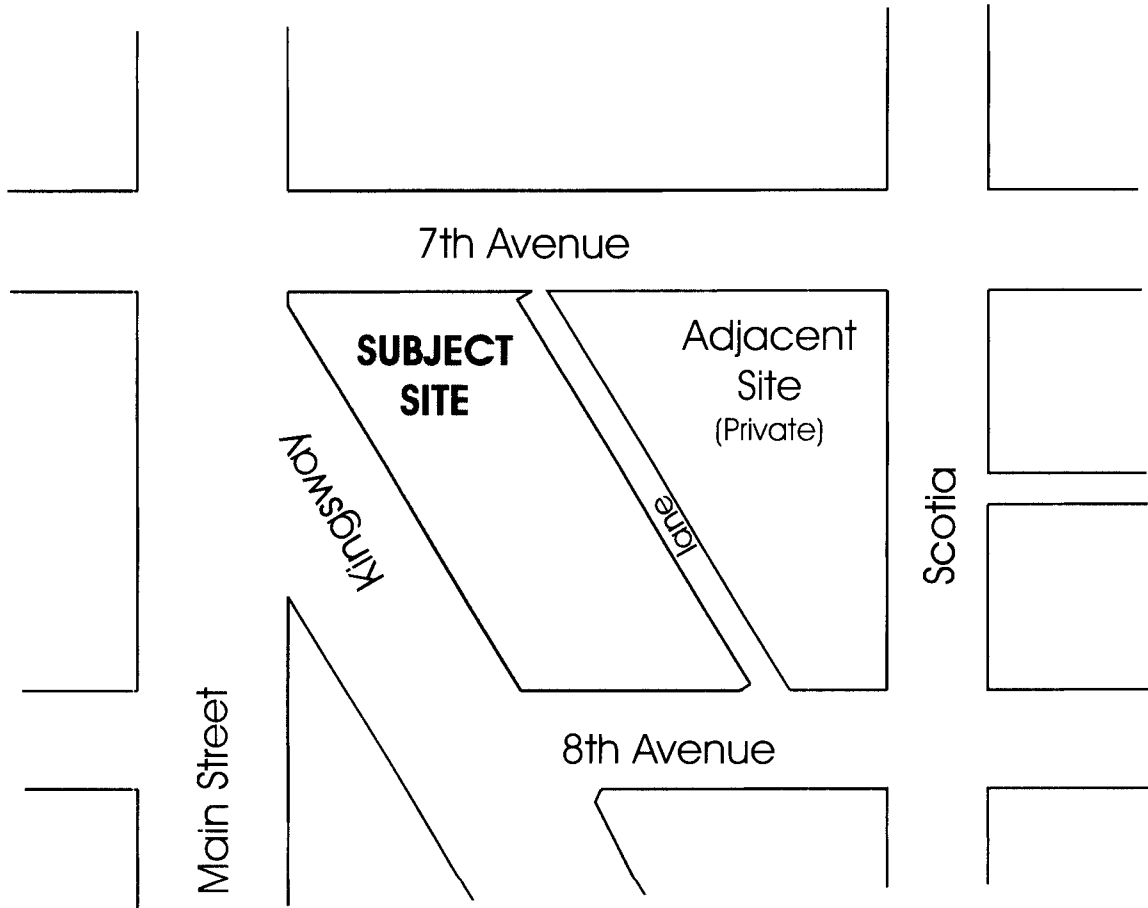 7th Avenue
SUBJECT
SITE
Adjacent
Site
(Private)
Kingsway
lane
Scotia
Main Street
8th Avenue